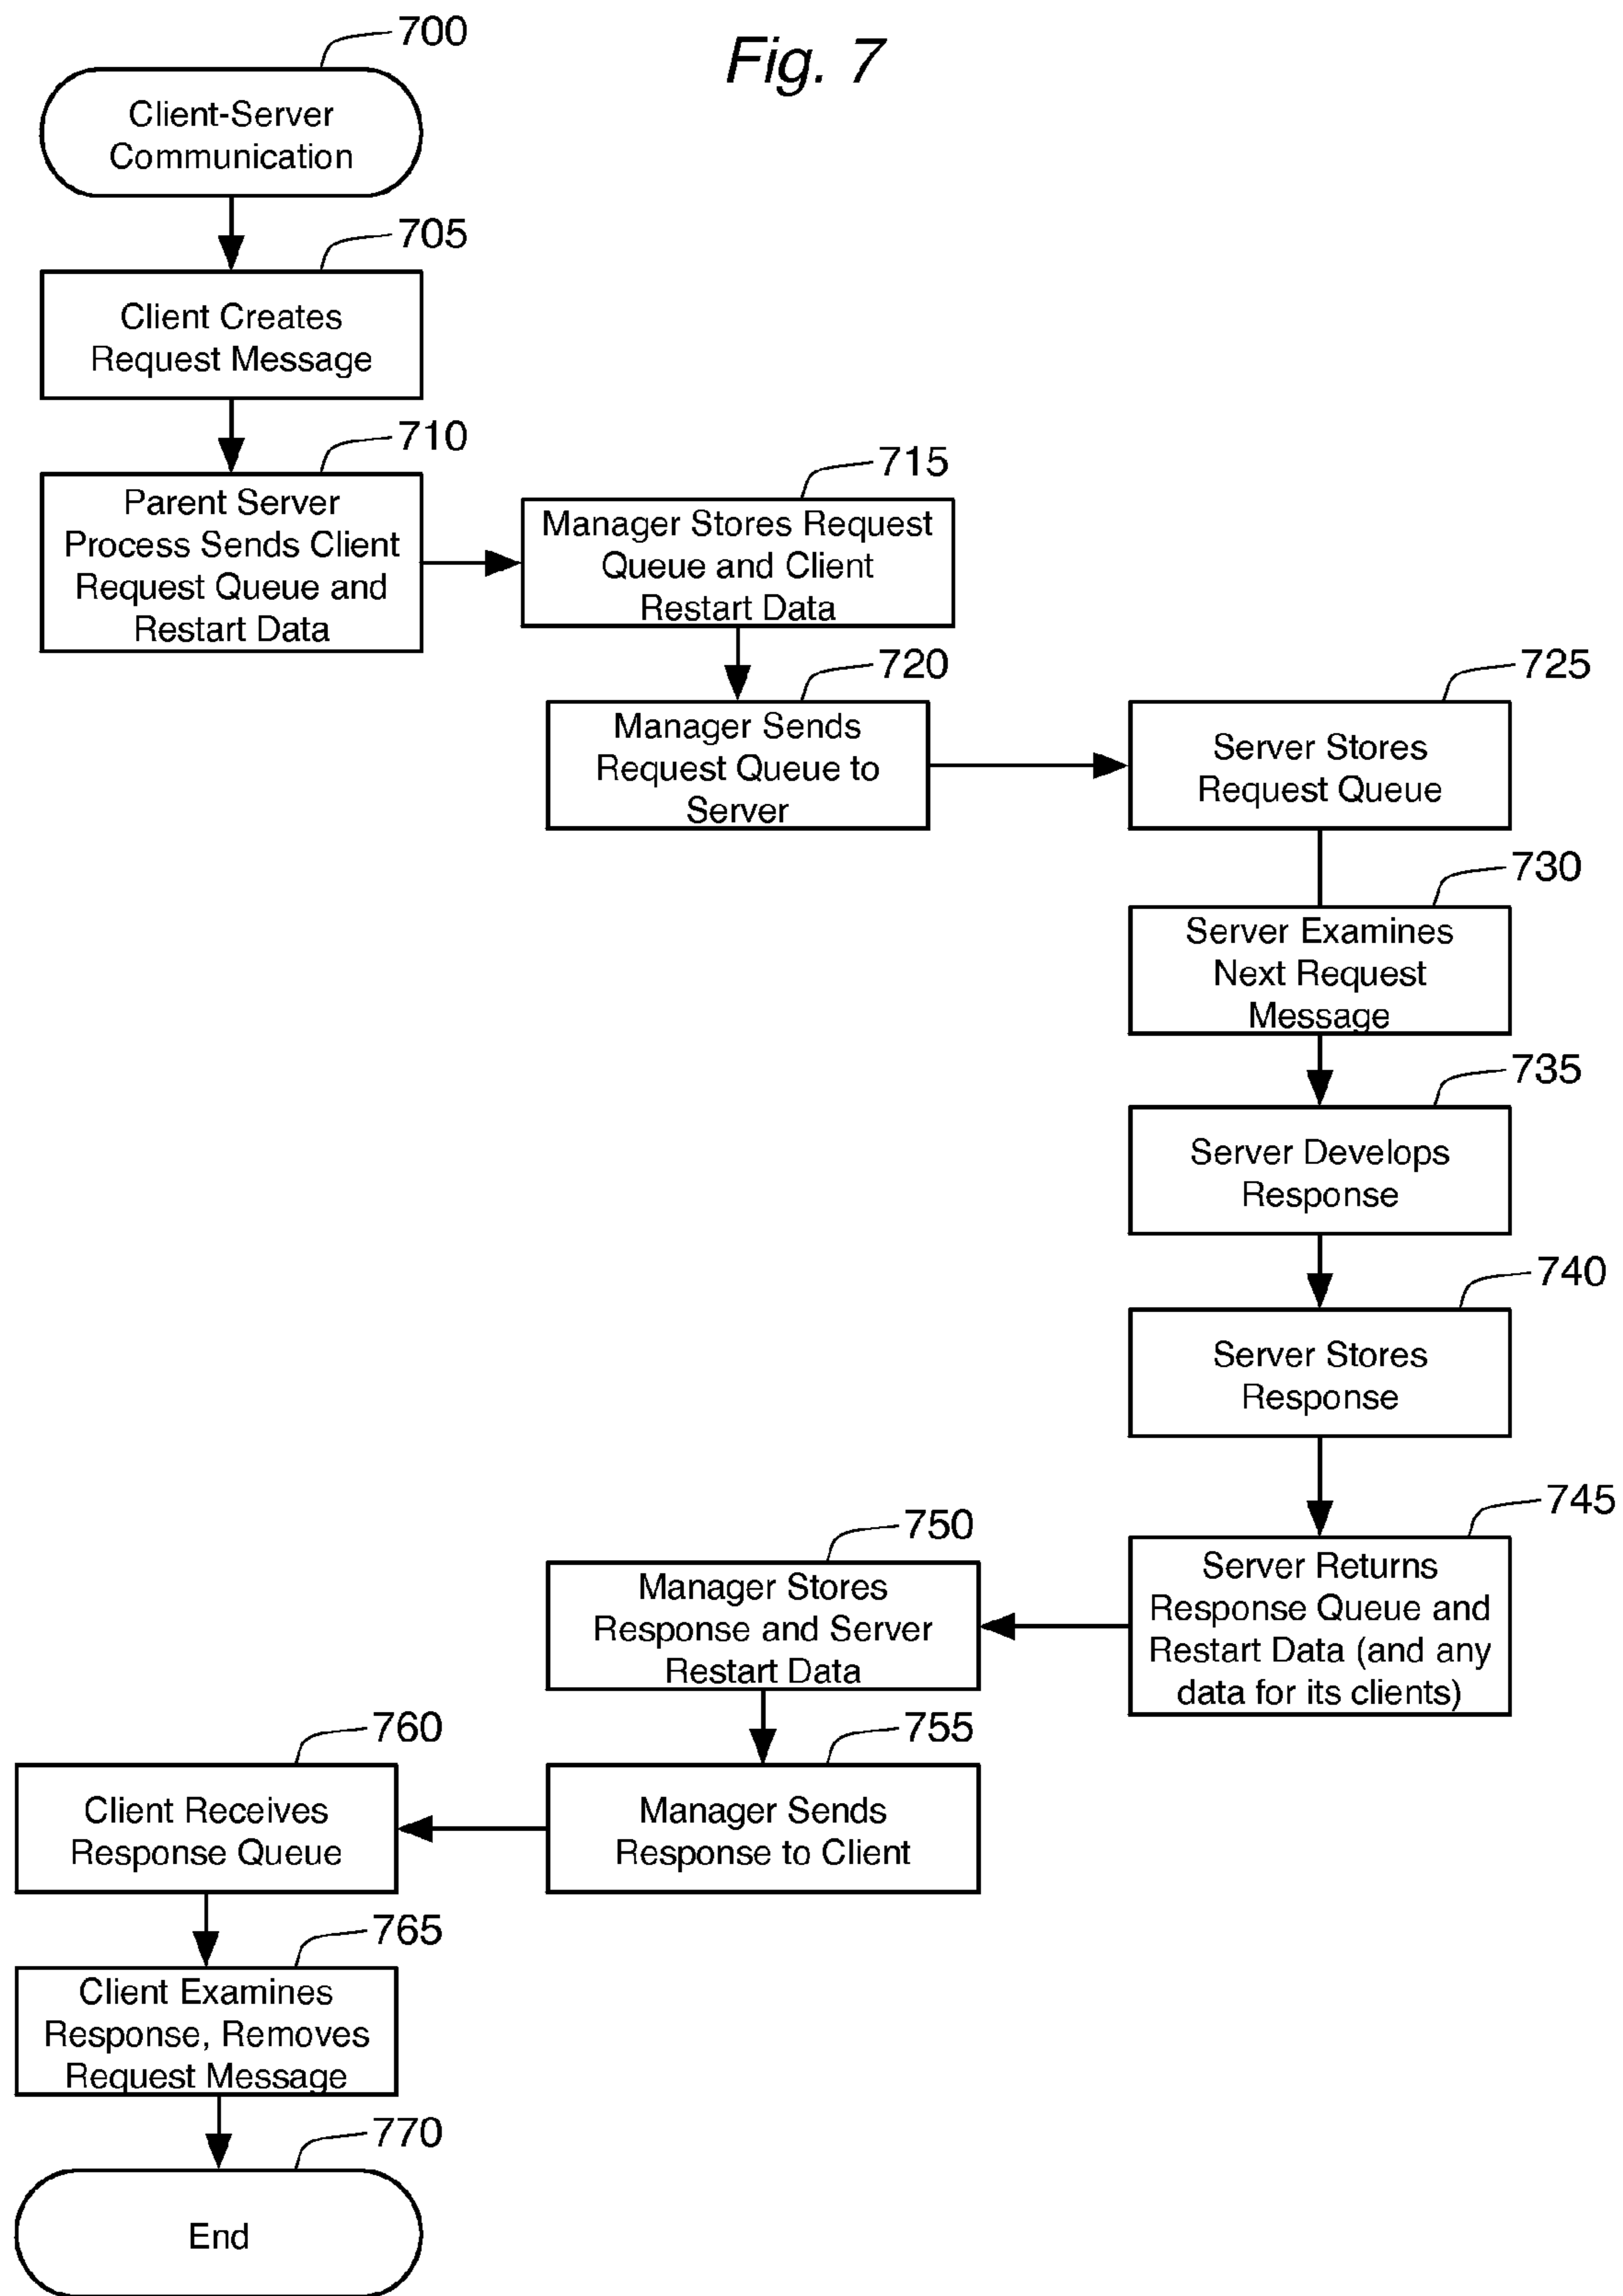 Fig. 7
700
Client-Server
Communication
705
Client Creates
Request Message
710
Parent Server
Process Sends Client
Request Queue and
Restart Data
715
Manager Stores Request
Queue and Client
Restart Data
720
Manager Sends
Request Queue to
Server
725
Server Stores
Request Queue
730
Server Examines
Next Request
Message
735
Server Develops
Response
740
Server Stores
Response
745
Server Returns
Response Queue and
Restart Data (and any
data for its clients)
750
Manager Stores
Response and Server
Restart Data
755
Manager Sends
Response to Client
760
Client Receives
Response Queue
765
Client Examines
Response, Removes
Request Message
770
End